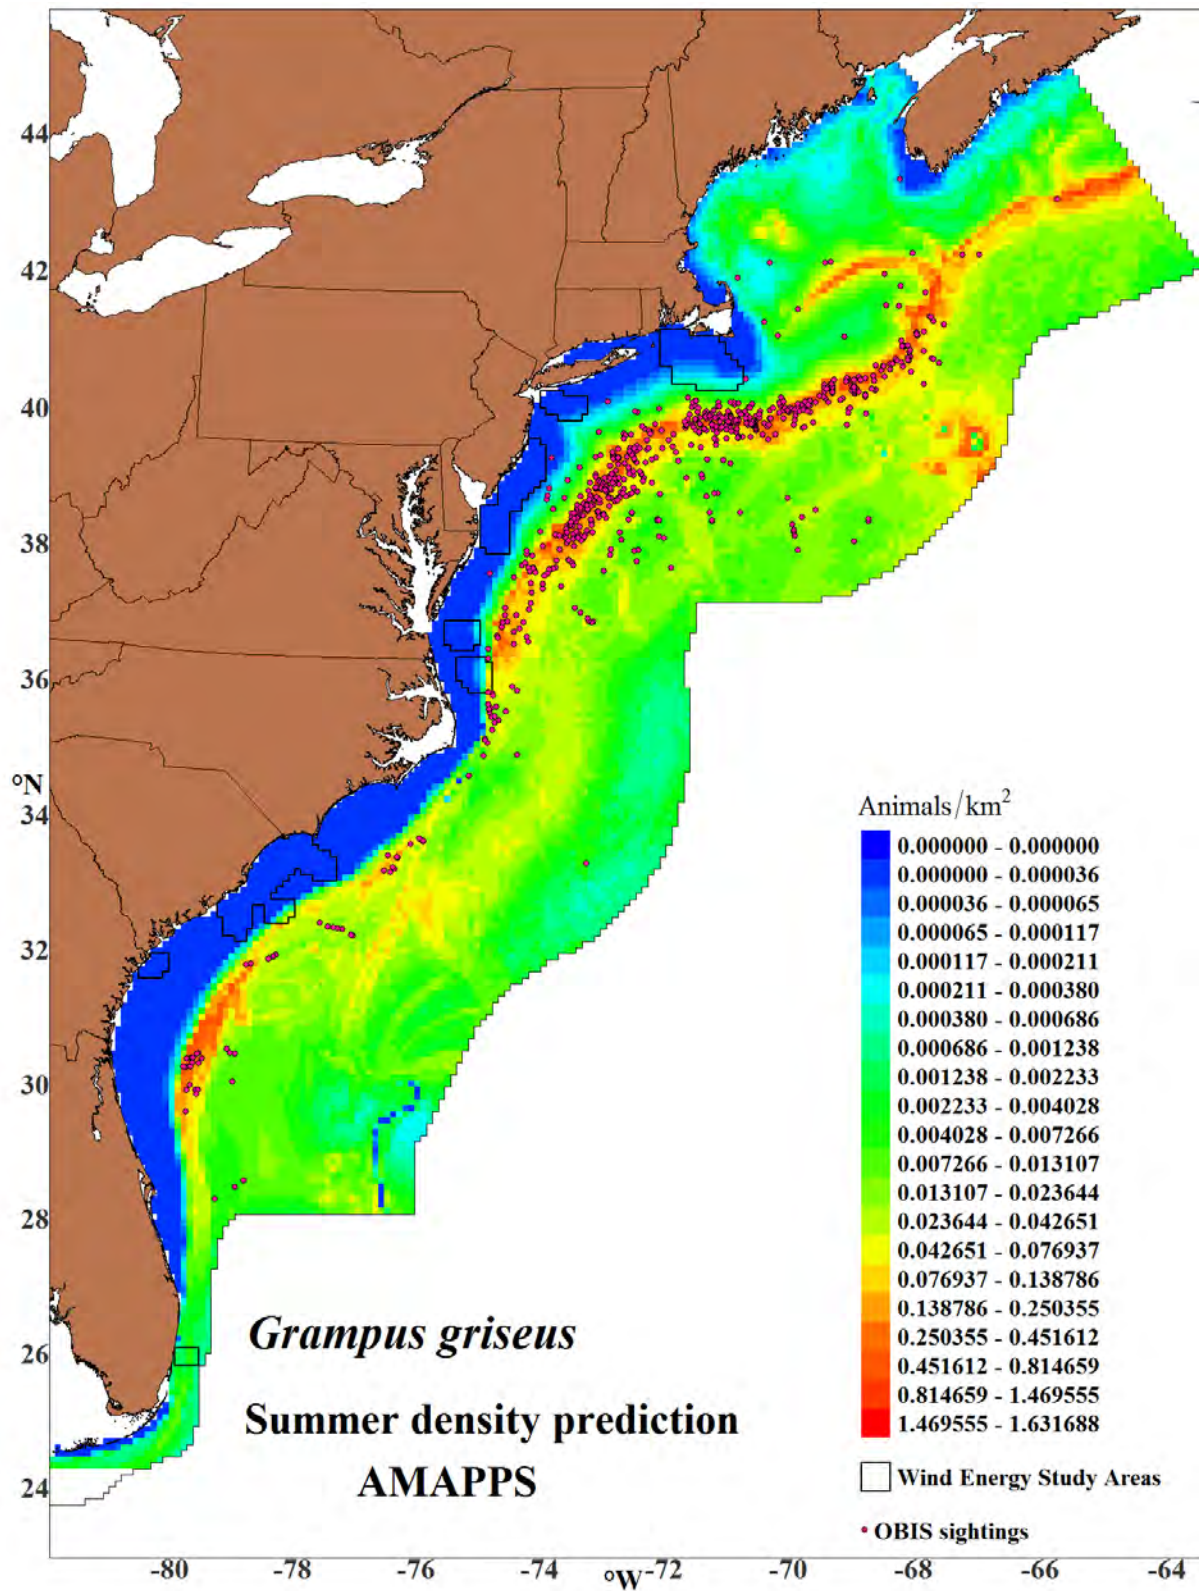 44
42
40
38
36
°N
34
32
30
28
26
24
Animals/km²
0.000000 - 0.000000
0.000000 - 0.000036
0.000036 - 0.000065
0.000065 - 0.000117
0.000117 - 0.000211
0.000211 - 0.000380
0.000380 - 0.000686
0.000686 - 0.001238
0.001238 - 0.002233
0.002233 - 0.004028
0.004028 - 0.007266
0.007266 - 0.013107
0.013107 - 0.023644
0.023644 - 0.042651
0.042651 - 0.076937
0.076937 - 0.138786
0.138786 - 0.250355
0.250355 - 0.451612
0.451612 - 0.814659
0.814659 - 1.469555
1.469555 - 1.631688
Wind Energy Study Areas
OBIS sightings
Grampus griseus
Summer density prediction
AMAPPS
-80 -78 -76 -74 °W -72 -70 -68 -66 -64